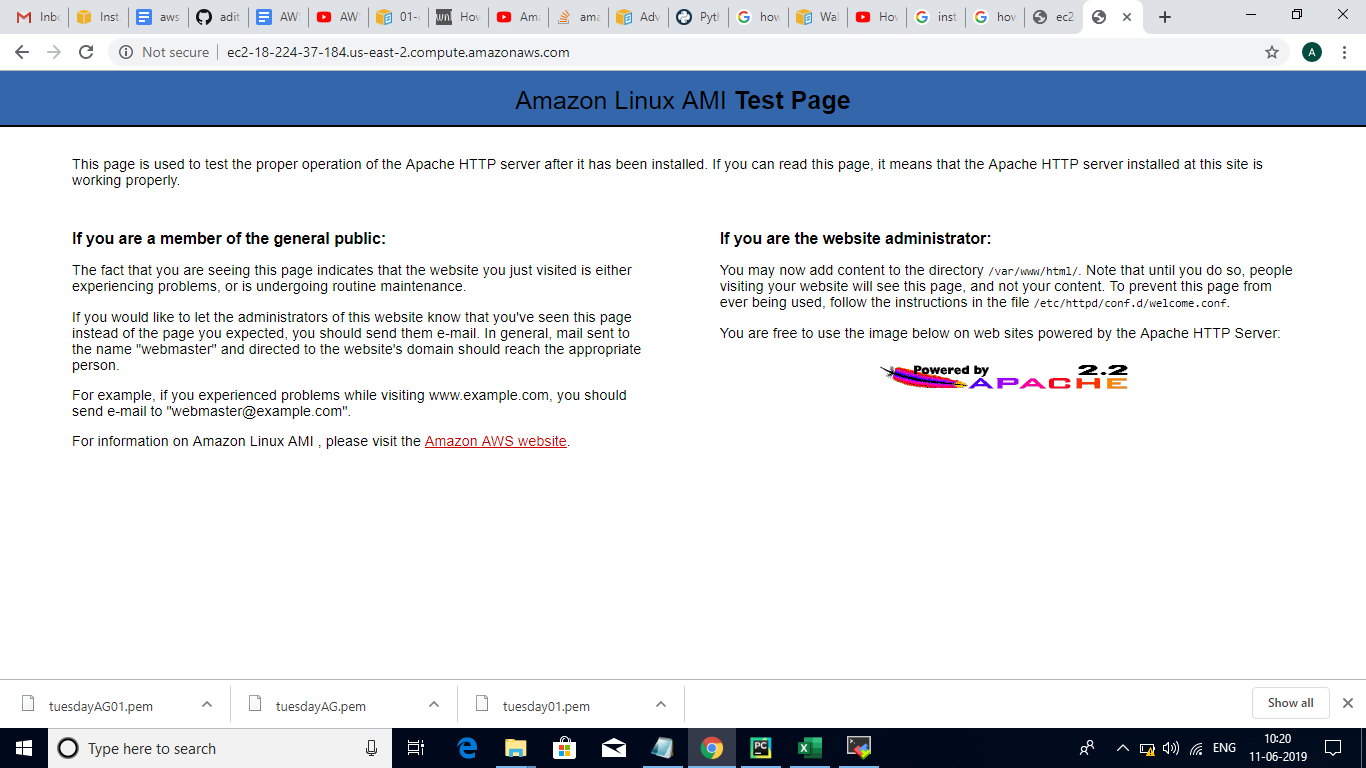 Inbo
Inst
aws
adit
AW
AW
01-
Hov
Ama
ama
Adv
Pytl
how
Wal
Hov
inst
hov
ec2
Not secure
ec2-18-224-37-184.us-east-2.compute.amazonaws.com
A
Amazon Linux AMI Test Page
This page is used to test the proper operation of the Apache HTTP server after it has been installed. If you can read this page, it means that the Apache HTTP server installed at this site is
working properly.
If you are a member of the general public:
The fact that you are seeing this page indicates that the website you just visited is either
experiencing problems, or is undergoing routine maintenance.
If you would like to let the administrators of this website know that you've seen this page
instead of the page you expected, you should send them e-mail. In general, mail sent to
the name "webmaster" and directed to the website's domain should reach the appropriate
person.
For example, if you experienced problems while visiting www.example.com, you should
send e-mail to "webmaster@example.com".
For information on Amazon Linux AMI , please visit the Amazon AWS website.
If you are the website administrator:
You may now add content to the directory /var/www/html/. Note that until you do so, people
visiting your website will see this page, and not your content. To prevent this page from
ever being used, follow the instructions in the file /etc/httpd/conf.d/welcome.conf.
You are free to use the image below on web sites powered by the Apache HTTP Server:
Powered by 2.2
APACHE
tuesdayAG01.pem
tuesdayAG.pem
tuesday01.pem
Show all
Type here to search
PC
ENG
10:20
11-06-2019